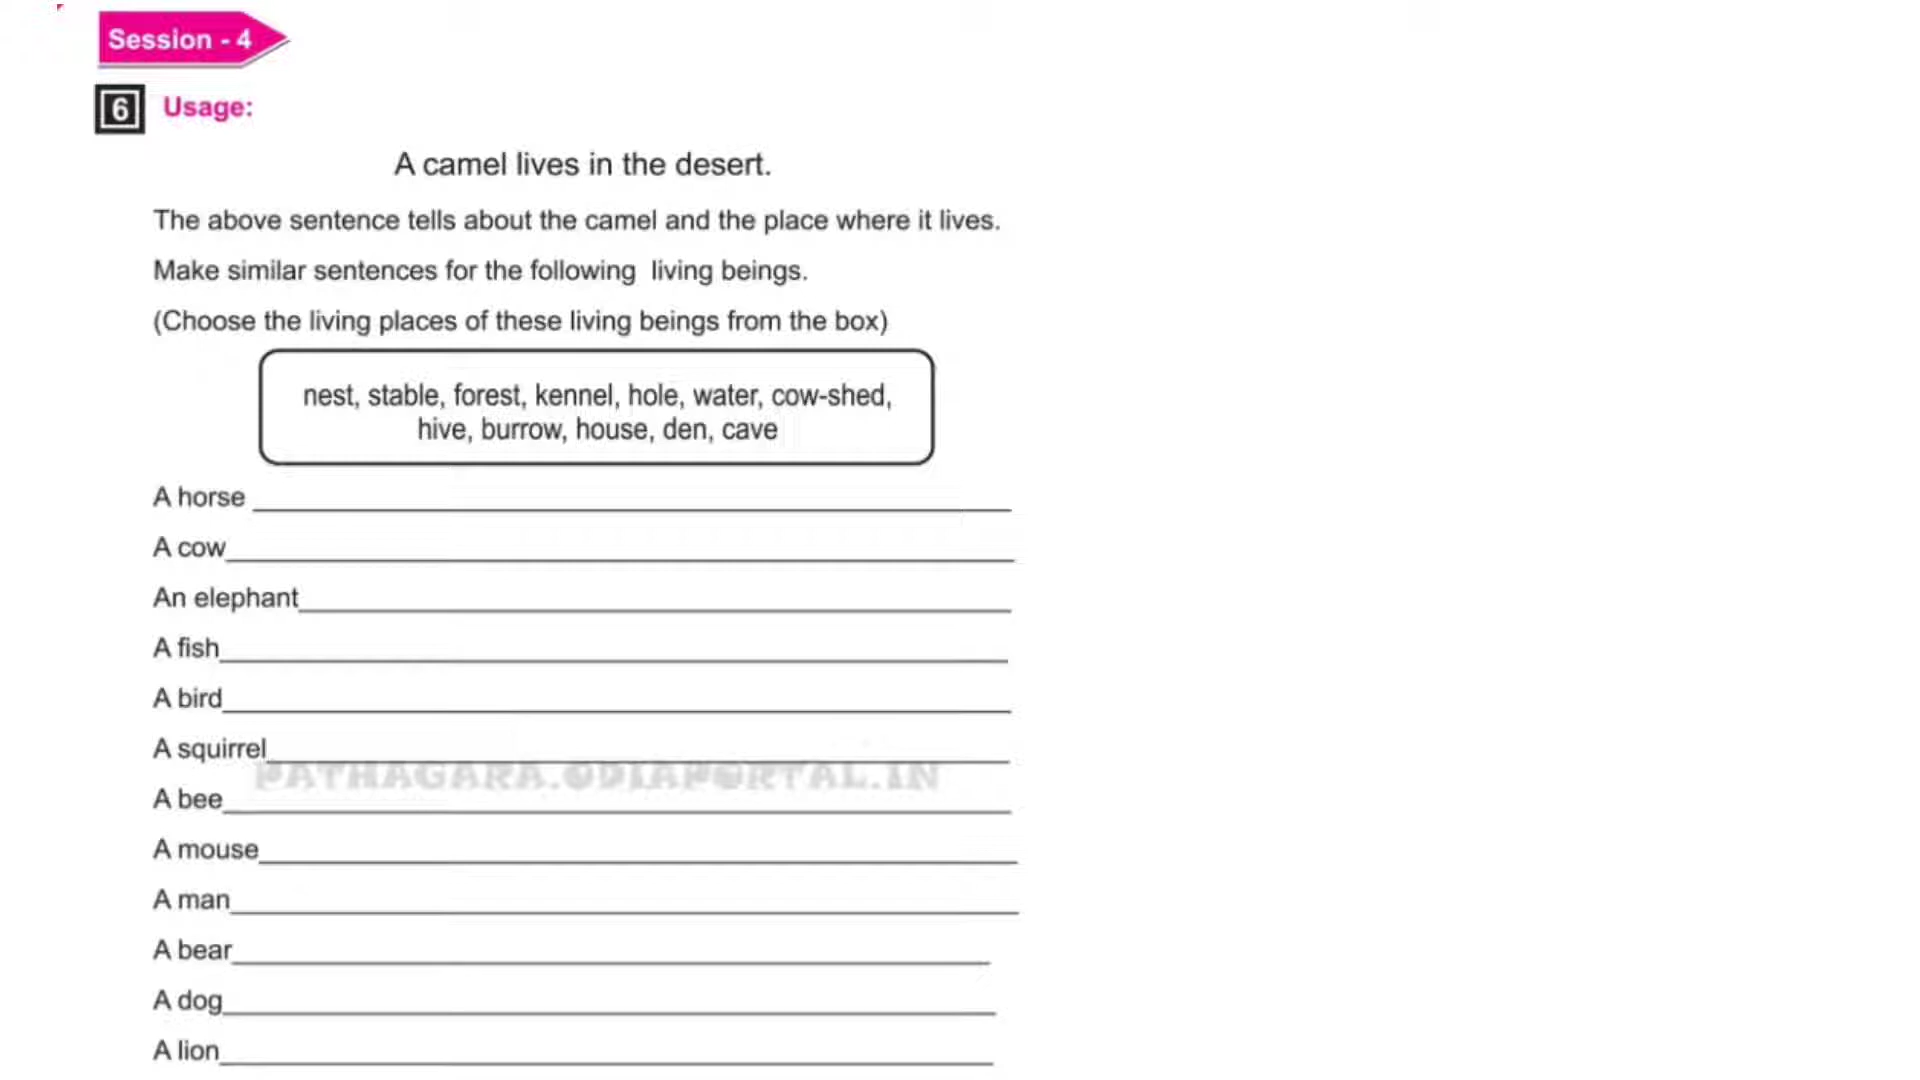 Session - 4
6 Usage:
A camel lives in the desert.
The above sentence tells about the camel and the place where it lives.
Make similar sentences for the following living beings.
(Choose the living places of these living beings from the box)
nest, stable, forest, kennel, hole, water, cow-shed,
hive, burrow, house, den, cave
A horse
A cow
An elephant
A fish
A bird
A squirrel
PATHAGARA.ODIAPORTAL.IN
A bee
A mouse
A man
A bear
A dog
A lion